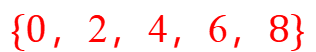 {0, 2, 4, 6, 8}